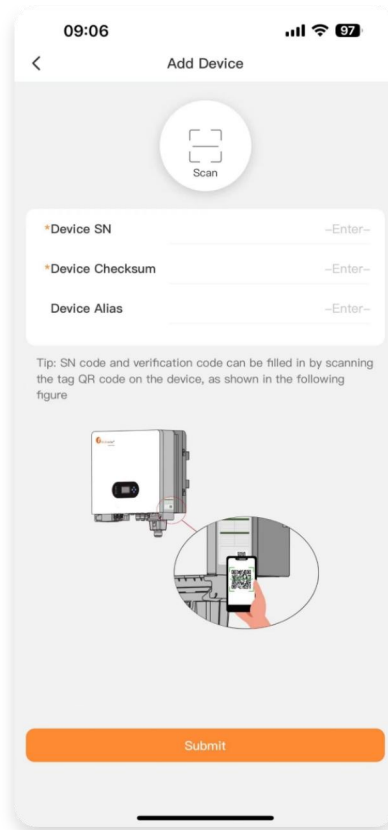 09:06
97
Add Device
Scan
*Device SN
-Enter-
*Device Checksum
-Enter-
Device Alias
-Enter-
Tip: SN code and verification code can be filled in by scanning
the tag QR code on the device, as shown in the following
figure
Submit